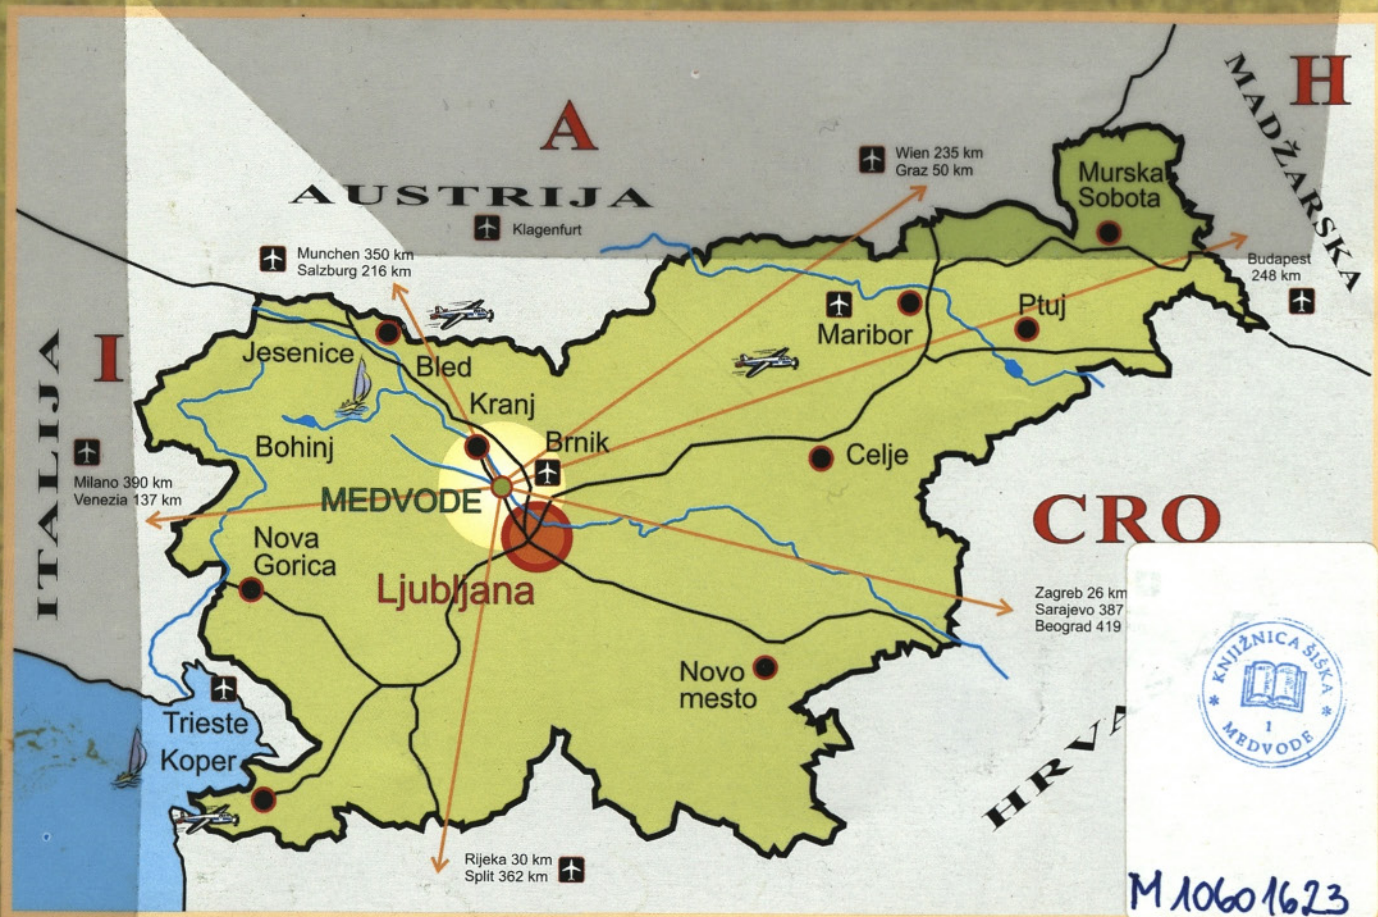 A
H
MADŽARSKA
AUSTRIJA
Wien 235 km
Graz 50 km
Murska
Sobota
Klagenfurt
Munchen 350 km
Salzburg 216 km
Budapest
248 km
I
ITALIJA
Jesenice
Bled
Maribor
Ptuj
Kranj
Bohinj
Brnik
Celje
Milano 390 km
Venezia 137 km
MEDVODE
CRO
Nova
Gorica
Ljubljana
Zagreb 26 km
Sarajevo 387
Beograd 419
Novo
mesto
Trieste
Koper
HRVA
Rijeka 30 km
Split 362 km
* KNJIŽNICA ŠIŠKA *
1
MEDVODE
M 10601623